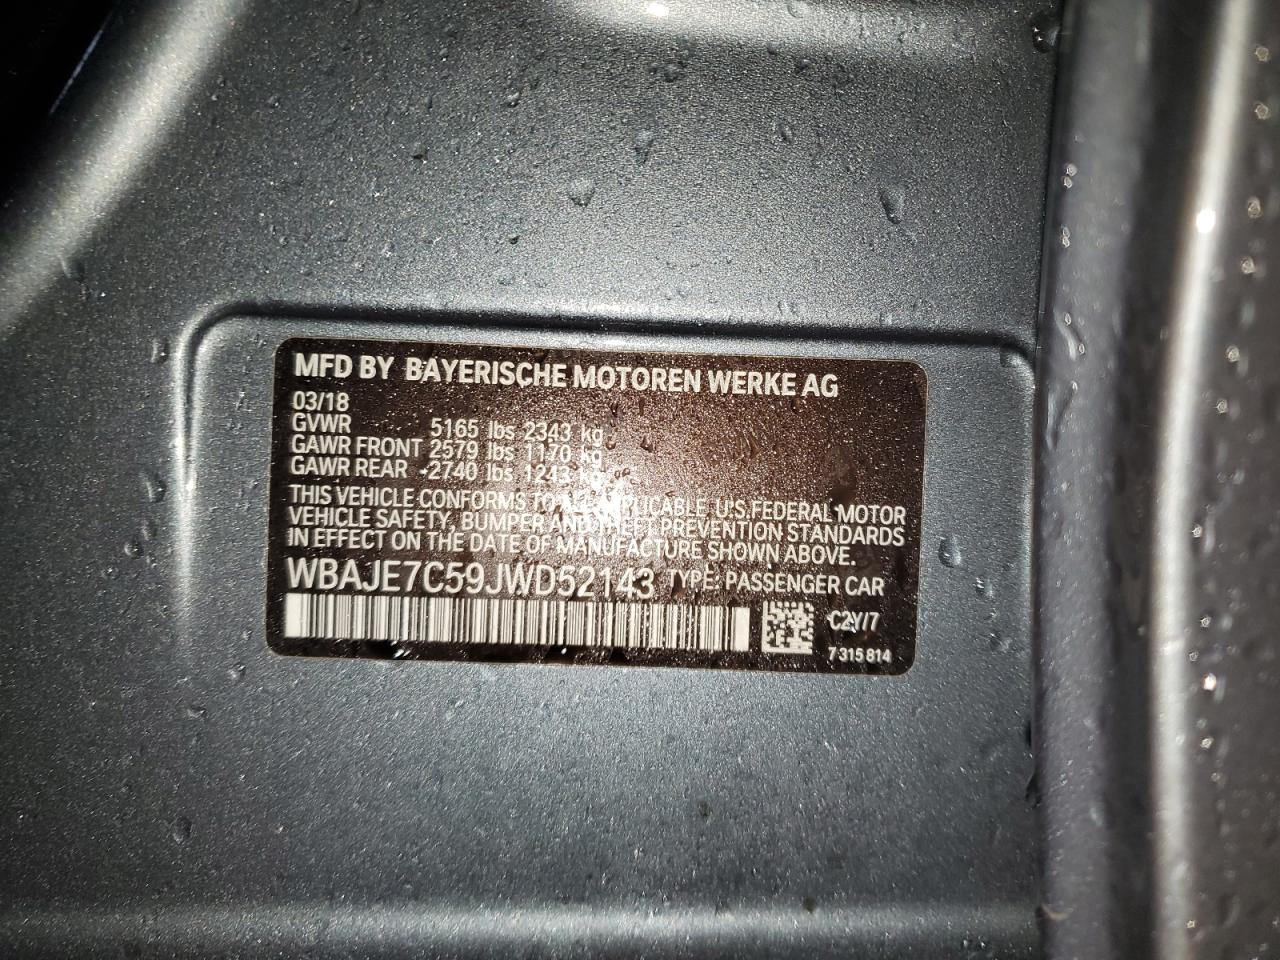 MFD BY BAYERISCHE MOTOREN WERKE AG
03/18
GVWR 5165 lbs 2343 kg
GAWR FRONT 2579 lbs 1170 kg
GAWR REAR 2740 lbs 1243 kg
THIS VEHICLE CONFORMS TO ALL APPLICABLE U.S.FEDERAL MOTOR
VEHICLE SAFETY, BUMPER AND THEFT PREVENTION STANDARDS
IN EFFECT ON THE DATE OF MANUFACTURE SHOWN ABOVE.
WBAJE7C59JWD52143 TYPE: PASSENGER CAR
C2Y/7
7 315 814